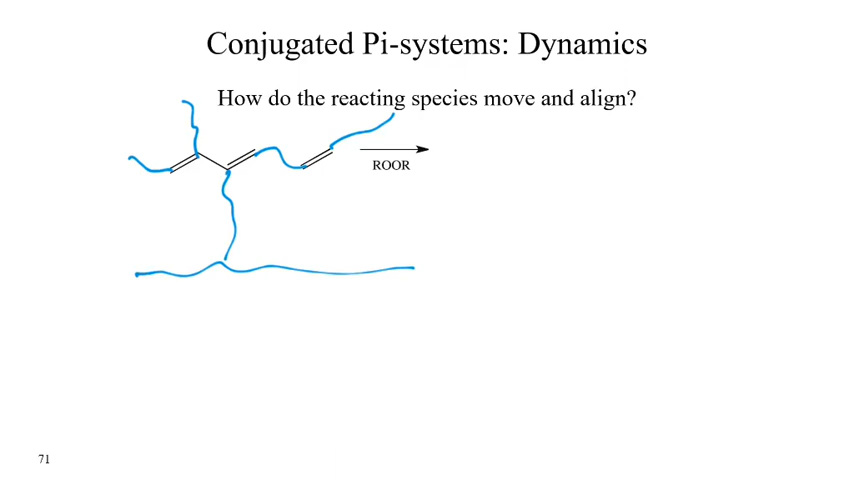 Conjugated Pi-systems: Dynamics
How do the reacting species move and align?
ROOR
71